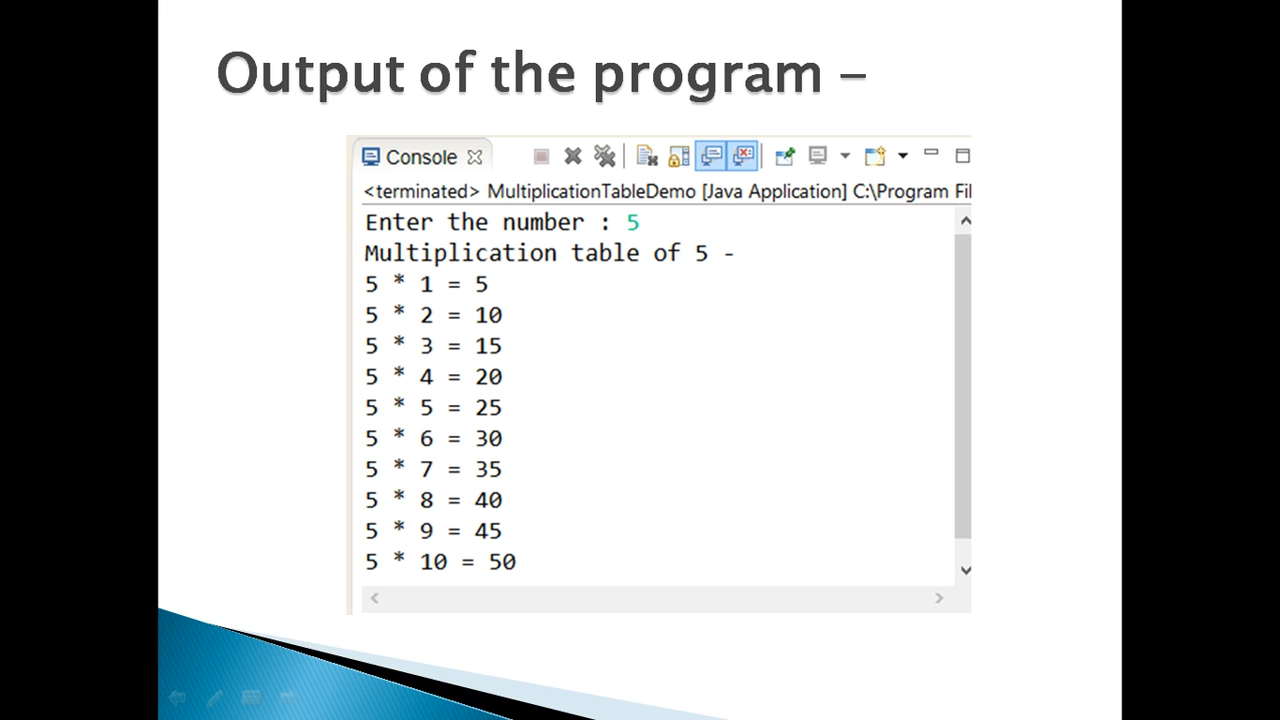 Output of the program –
Console
<terminated> MultiplicationTableDemo [Java Application] C:\Program Fil
Enter the number : 5
Multiplication table of 5 -
5 * 1 = 5
5 * 2 = 10
5 * 3 = 15
5 * 4 = 20
5 * 5 = 25
5 * 6 = 30
5 * 7 = 35
5 * 8 = 40
5 * 9 = 45
5 * 10 = 50